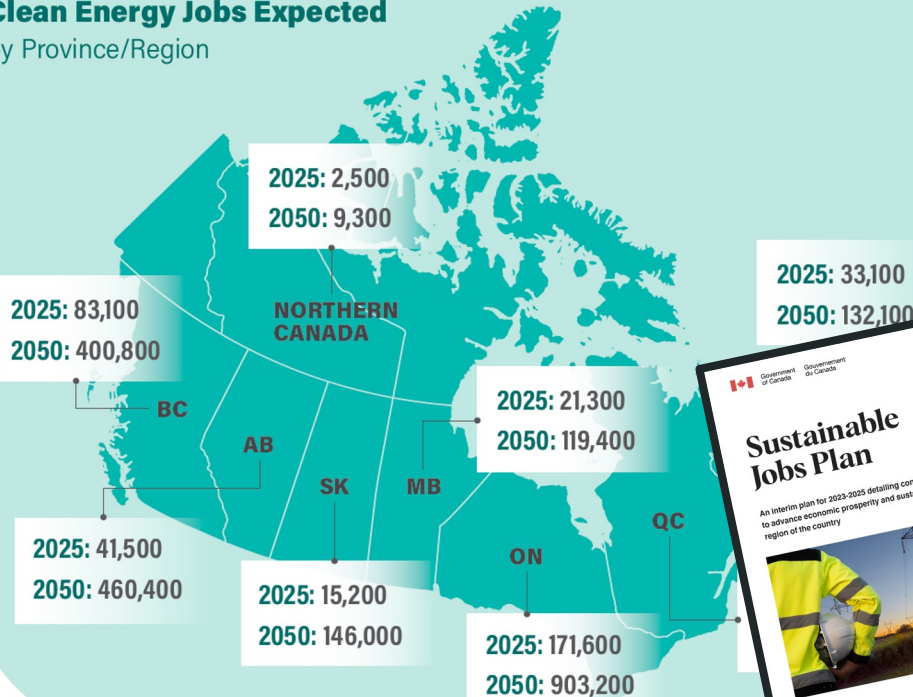 Clean Energy Jobs Expected
by Province/Region
2025: 2,500
2050: 9,300
NORTHERN
CANADA
2025: 83,100
2050: 400,800
BC
2025: 33,100
2050: 132,100
2025: 21,300
2050: 119,400
AB
SK
MB
QC
ON
2025: 41,500
2050: 460,400
2025: 15,200
2050: 146,000
2025: 171,600
2050: 903,200
Government
of Canada
Gouvernement
du Canada
Sustainable
Jobs Plan
An interim plan for 2023-2025 detailing
to advance economic prosperity and
region of the country